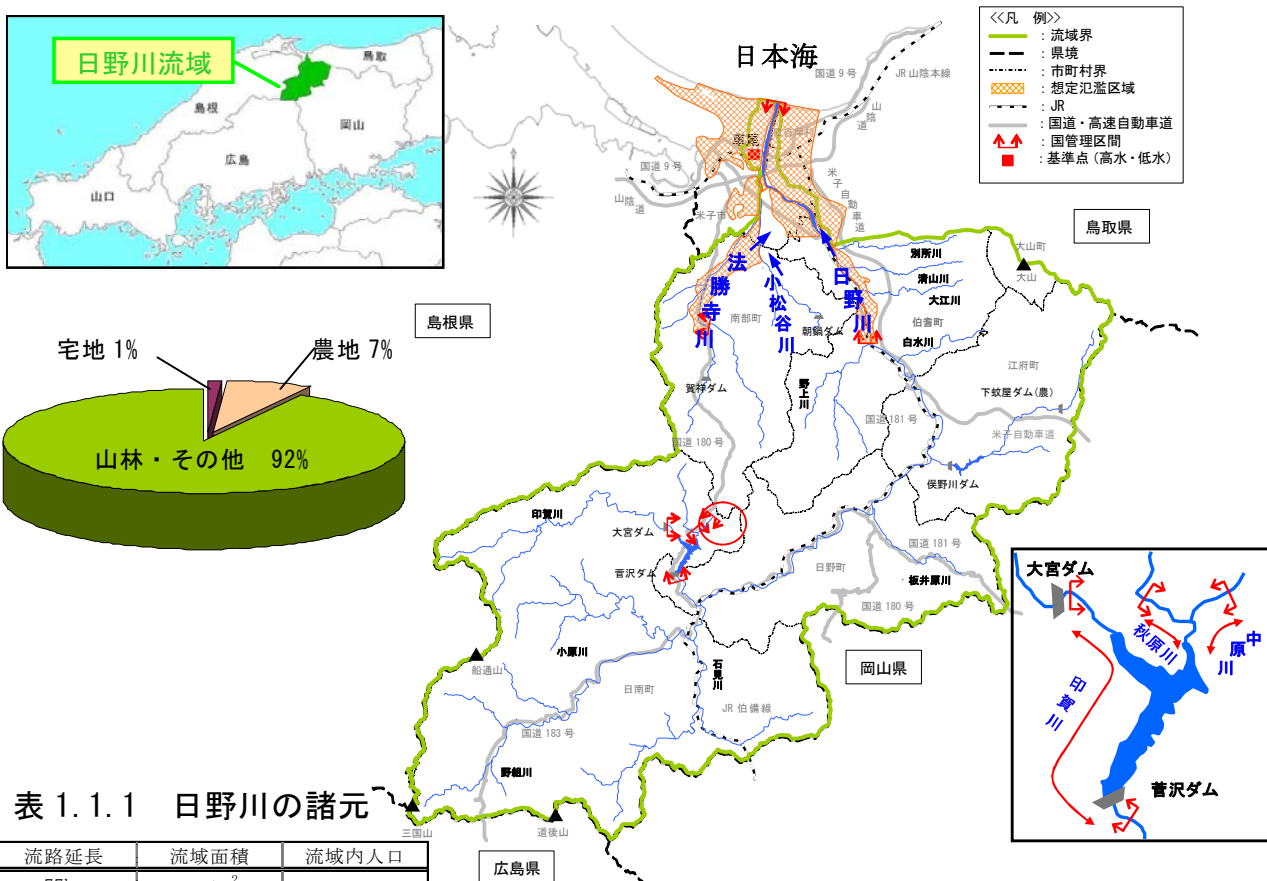 日野川流域
鳥取
島根
岡山
広島
山口
日本海
国道9号
JR山陰本線
山陰道
<<凡 例>>
: 流域界
: 県境
: 市町村界
: 想定氾濫区域
: JR
: 国道・高速自動車道
: 国管理区間
: 基準点(高水・低水)
車尾
国道9号
山陰道
米子市
米子自動車道
鳥取県
島根県
法勝寺川
小松谷川
日野川
別所川
清山川
大江川
大山町
大山
伯耆町
白水川
南部町
朝鍋ダム
賀祥ダム
野上川
江府町
下蚊屋ダム(農)
国道181号
米子自動車道
国道180号
俣野川ダム
宅地 1%
農地 7%
山林・その他 92%
印賀川
大宮ダム
菅沢ダム
日野町
国道181号
板井原川
国道180号
小原川
船通山
石見川
日南町
JR伯備線
国道183号
野組川
岡山県
三国山
道後山
広島県
大宮ダム
秋原川
中原川
印賀川
菅沢ダム
表 1.1.1 日野川の諸元
流路延長 流域面積 流域内人口